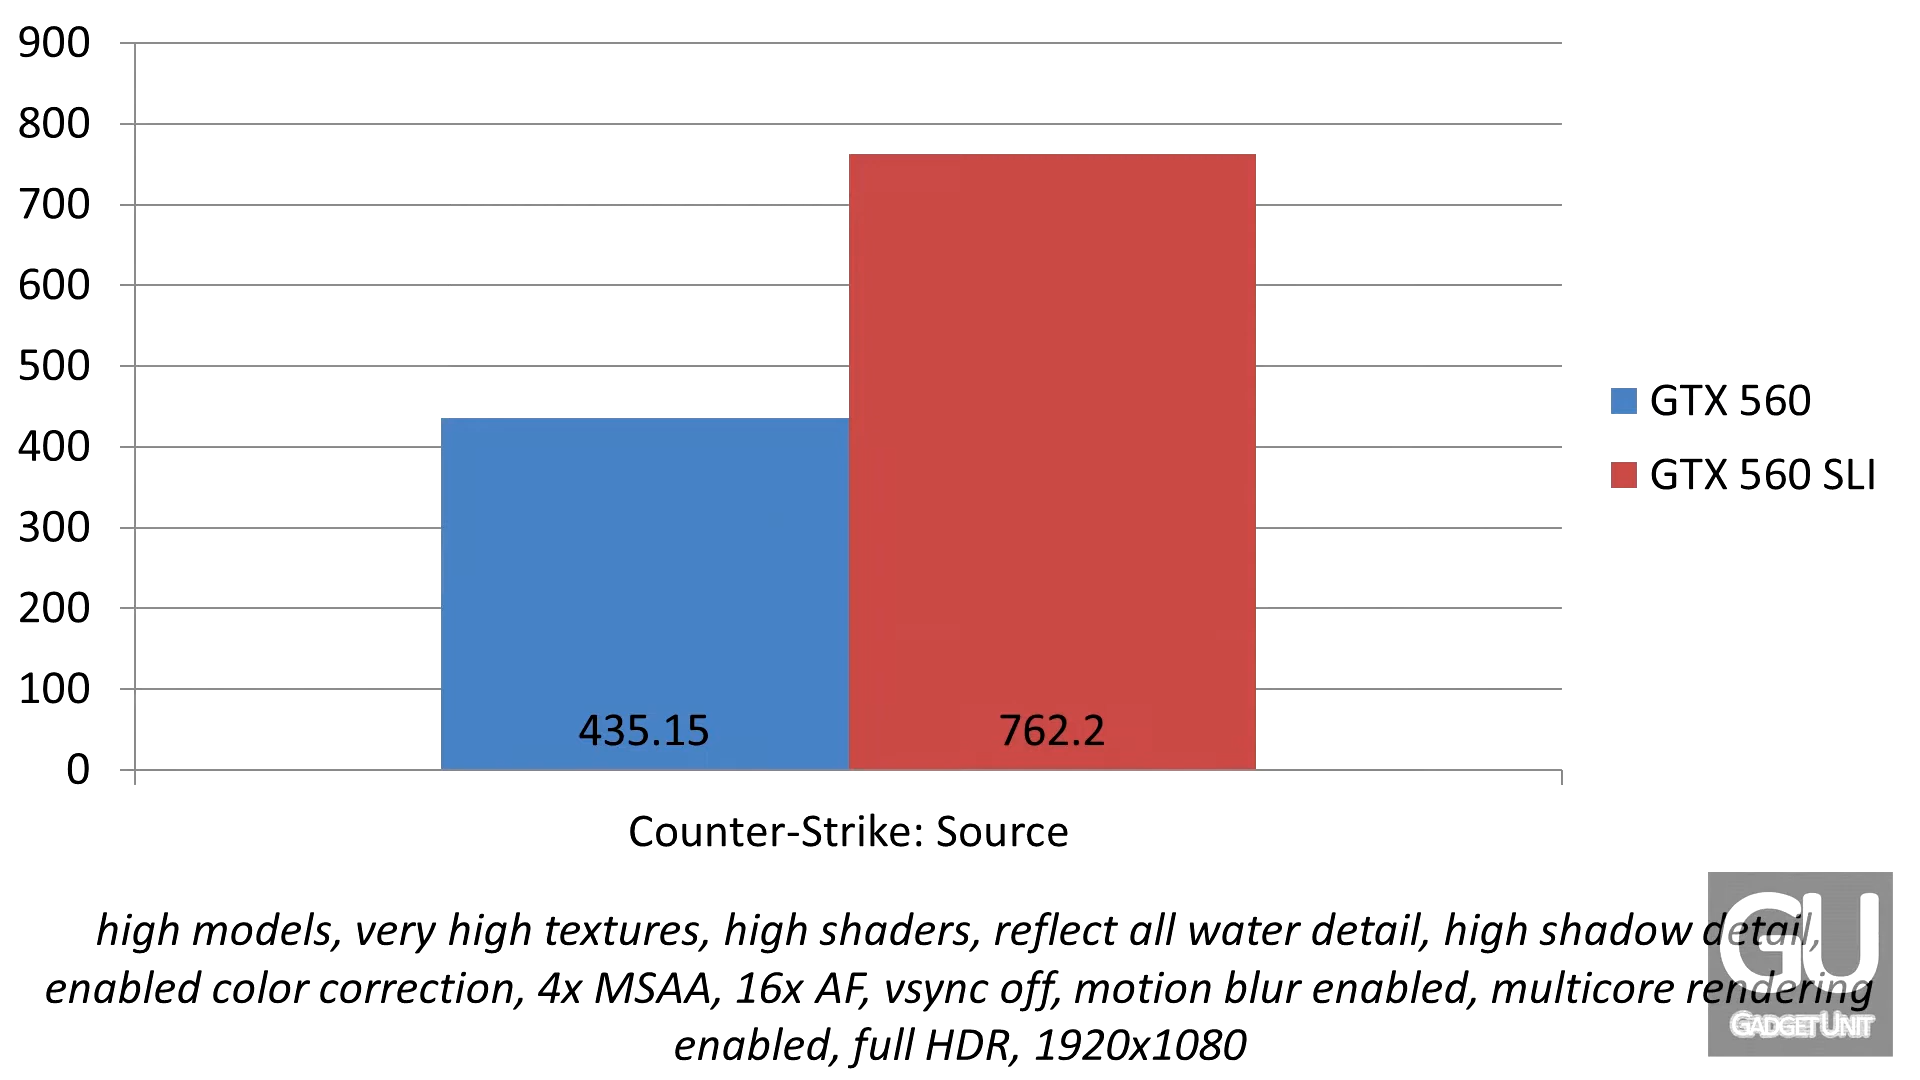 900
800
700
600
500
400
300
200
100
0
435.15
762.2
Counter-Strike: Source
GTX 560
GTX 560 SLI
high models, very high textures, high shaders, reflect all water detail, high shadow detail,
enabled color correction, 4x MSAA, 16x AF, vsync off, motion blur enabled, multicore rendering
enabled, full HDR, 1920x1080
GU
GADGETUNIT